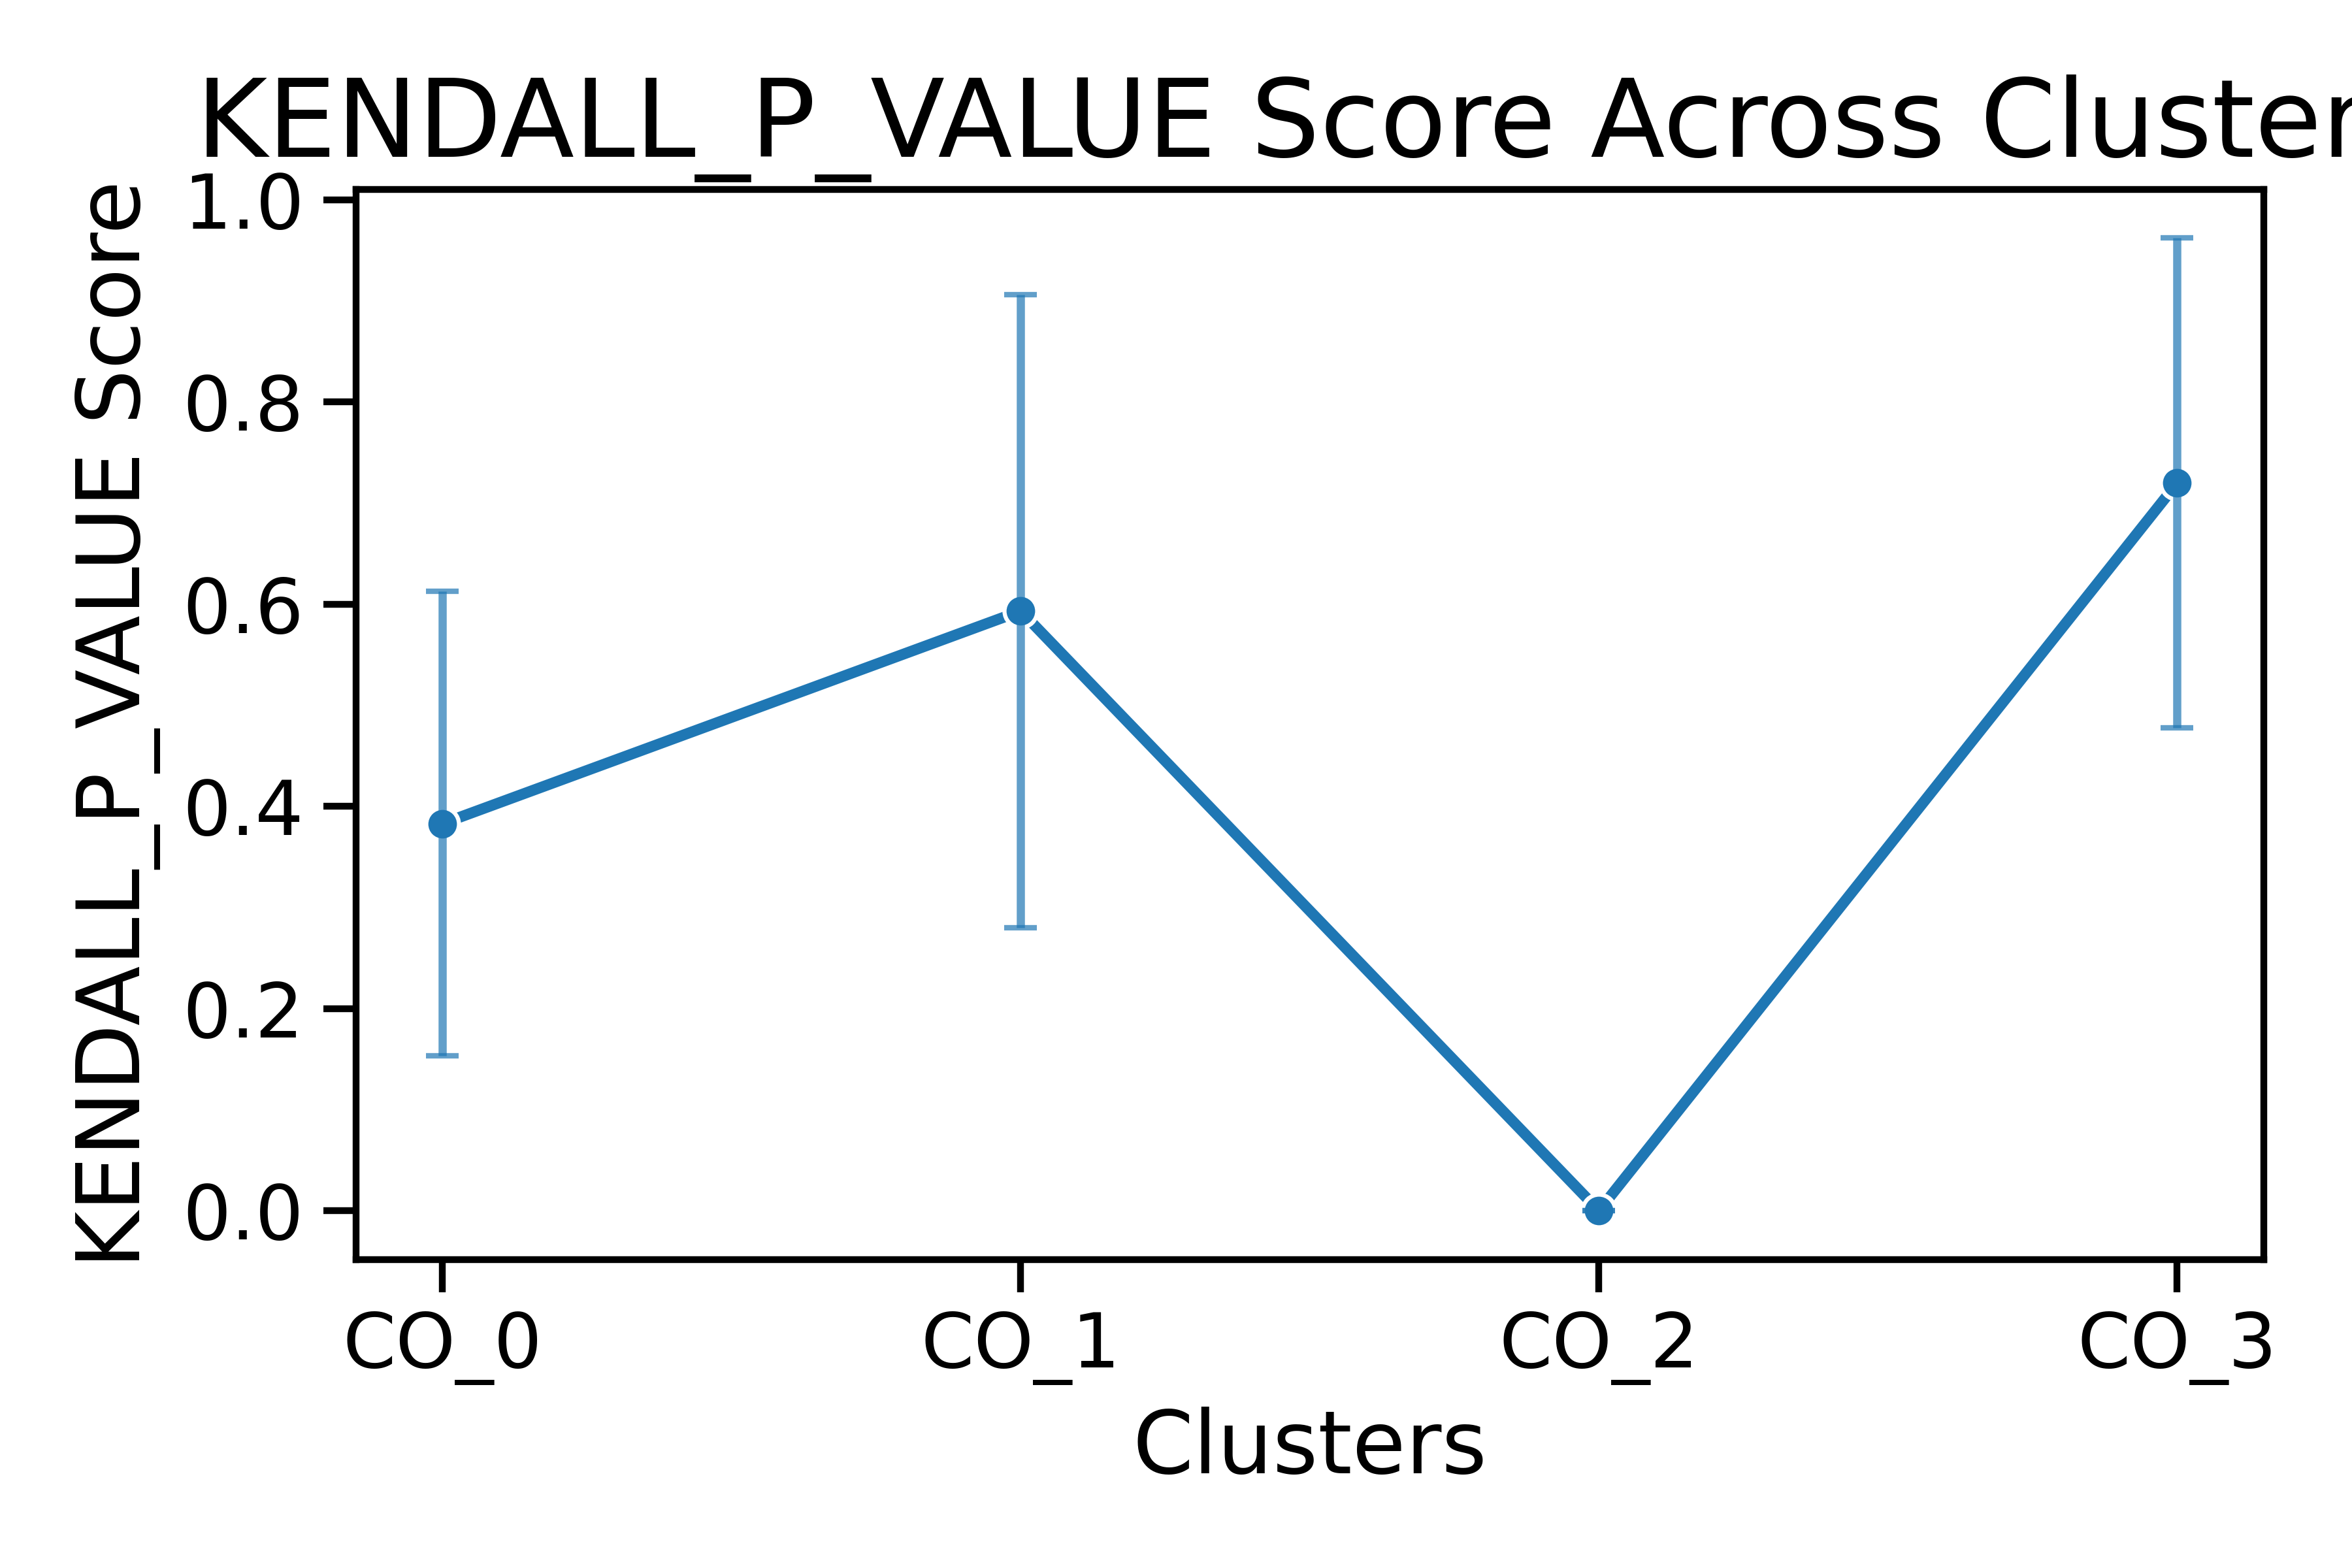 KENDALL_P_VALUE Score Across Cluster
KENDALL_P_VALUE Score
1.0
0.8
0.6
0.4
0.2
0.0
CO_0 CO_1 CO_2 CO_3
Clusters